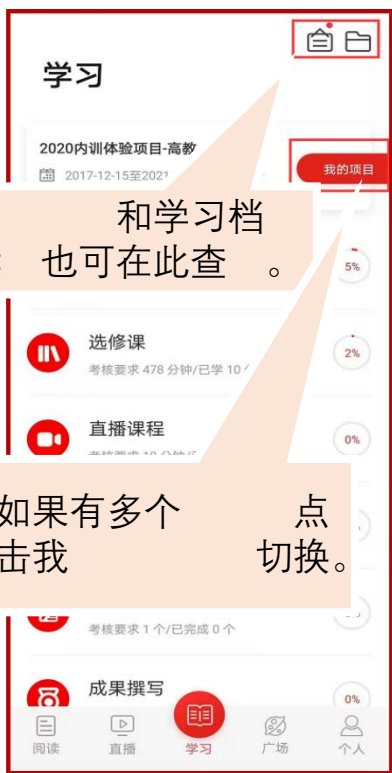 学习
2020内训体验项目-高教
2017-12-15至2021
我的项目
和学习档
也可在此查 。
5%
选修课
考核要求 478 分钟/已学 10
2%
直播课程
0%
如果有多个 点
击我 切换。
考核要求 1 个/已完成 0 个
成果撰写
0%
阅读 直播 学习 广场 个人